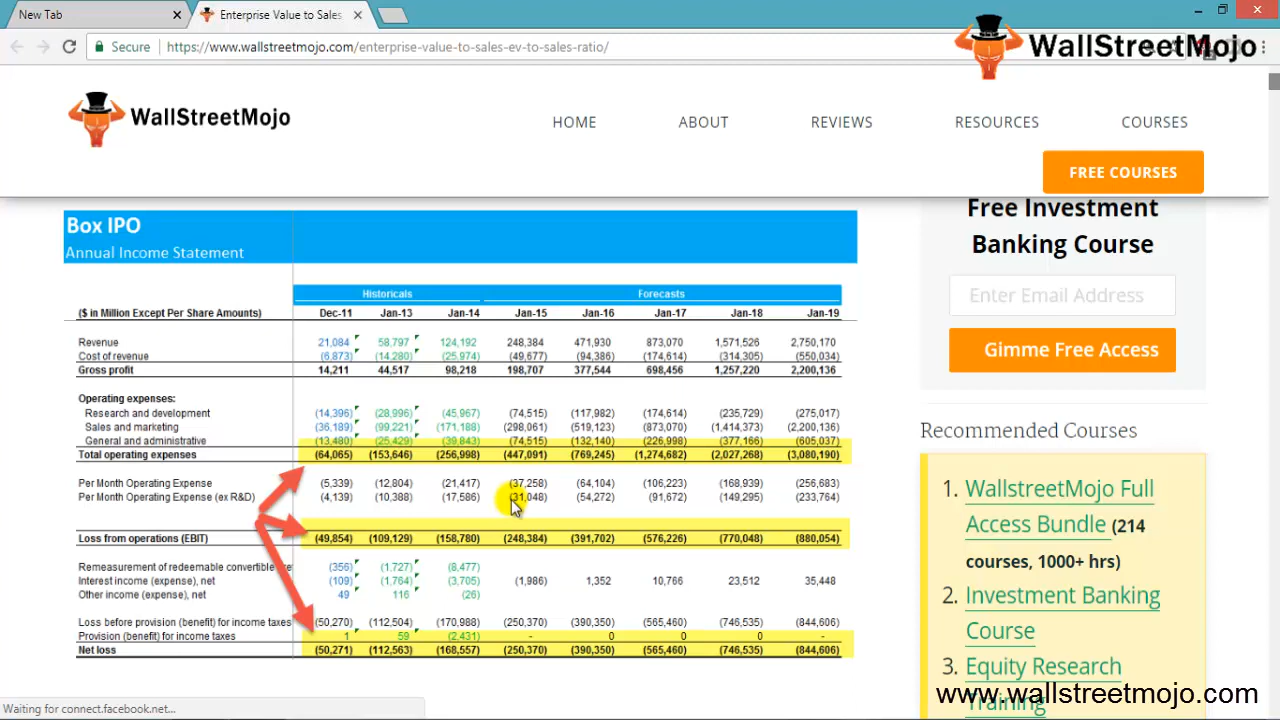 New Tab
Enterprise Value to Sales
Secure
https://www.wallstreetmojo.com/enterprise-value-to-sales-ev-to-sales-ratio/
WallStreetMojo
WallStreetMojo
HOME ABOUT REVIEWS RESOURCES COURSES
FREE COURSES
Box IPO
Annual Income Statement
Historicals Forecasts
($ in Million Except Per Share Amounts) Dec-11 Jan-13 Jan-14 Jan-15 Jan-16 Jan-17 Jan-18 Jan-19
Revenue 21,084 58,797 124,192 248,384 471,930 873,070 1,571,526 2,750,170
Cost of revenue (6,873) (14,280) (25,974) (49,677) (94,386) (174,614) (314,305) (550,034)
Gross profit 14,211 44,517 98,218 198,707 377,544 698,456 1,257,220 2,200,136
Operating expenses:
Research and development (14,396) (28,996) (45,967) (74,515) (117,982) (174,614) (235,729) (275,017)
Sales and marketing (36,189) (99,221) (171,188) (298,061) (519,123) (873,070) (1,414,373) (2,200,136)
General and administrative (13,480) (25,429) (39,843) (74,515) (132,140) (226,998) (377,166) (605,037)
Total operating expenses (64,065) (153,646) (256,998) (447,091) (769,245) (1,274,682) (2,027,268) (3,080,190)
Per Month Operating Expense (5,339) (12,804) (21,417) (37,258) (64,104) (106,223) (168,939) (256,683)
Per Month Operating Expense (ex R&D) (4,139) (10,388) (17,586) (31,048) (54,272) (91,672) (149,295) (233,764)
Loss from operations (EBIT) (49,854) (109,129) (158,780) (248,384) (391,702) (576,226) (770,048) (880,054)
Remeasurement of redeemable convertible (356) (1,727) (8,477)
Interest income (expense), net (109) (1,764) (3,705) (1,986) 1,352 10,766 23,512 35,448
Other income (expense), net 49 116 (26)
Loss before provision (benefit) for income taxes (50,270) (112,504) (170,988) (250,370) (390,350) (565,460) (746,535) (844,606)
Provision (benefit) for income taxes 1 59 (2,431) - 0 0 0 -
Net loss (50,271) (112,563) (168,557) (250,370) (390,350) (565,460) (746,535) (844,606)
Free Investment
Banking Course
Enter Email Address
Gimme Free Access
Recommended Courses
1. WallstreetMojo Full
Access Bundle (214
courses, 1000+ hrs)
2. Investment Banking
Course
3. Equity Research
Training
www.wallstreetmojo.com
Waiting for connect.facebook.net...